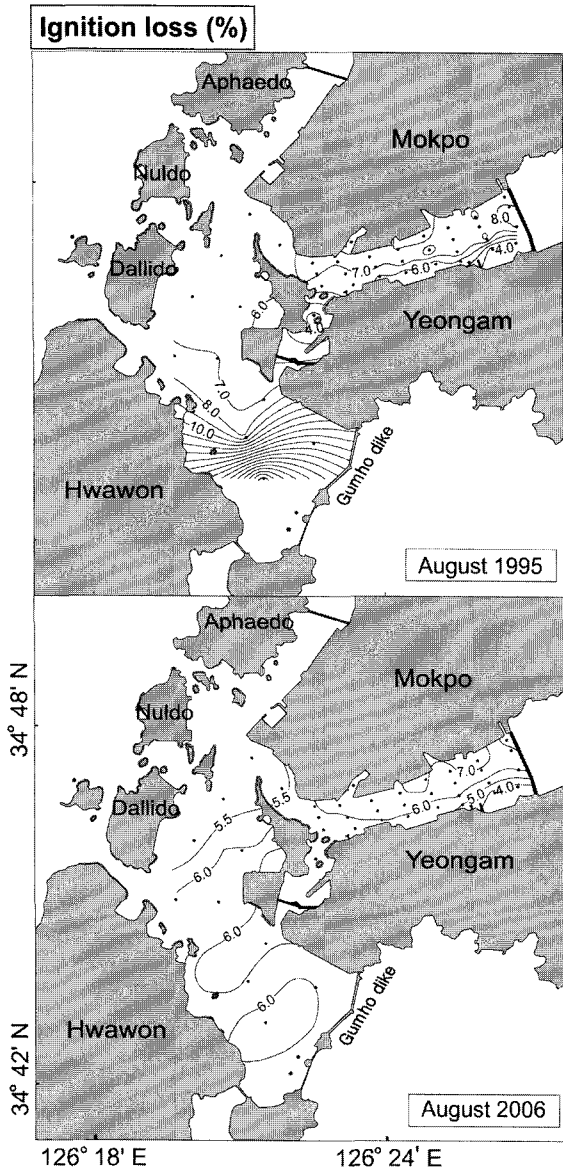 Ignition loss (%)
Aphaedo
Mokpo
Nuldo
8.0
4.0
7.0
6.0
Dallido
6.0
4.0
Yeongam
7.0
8.0
10.0
Hwawon
Gumho dike
August 1995
Aphaedo
34° 48' N
Mokpo
Nuldo
7.0
5.5
5.0
4.0
6.0
Dallido
5.5
6.0
Yeongam
6.0
6.0
Hwawon
Gumho dike
34° 42' N
August 2006
126° 18' E
126° 24' E